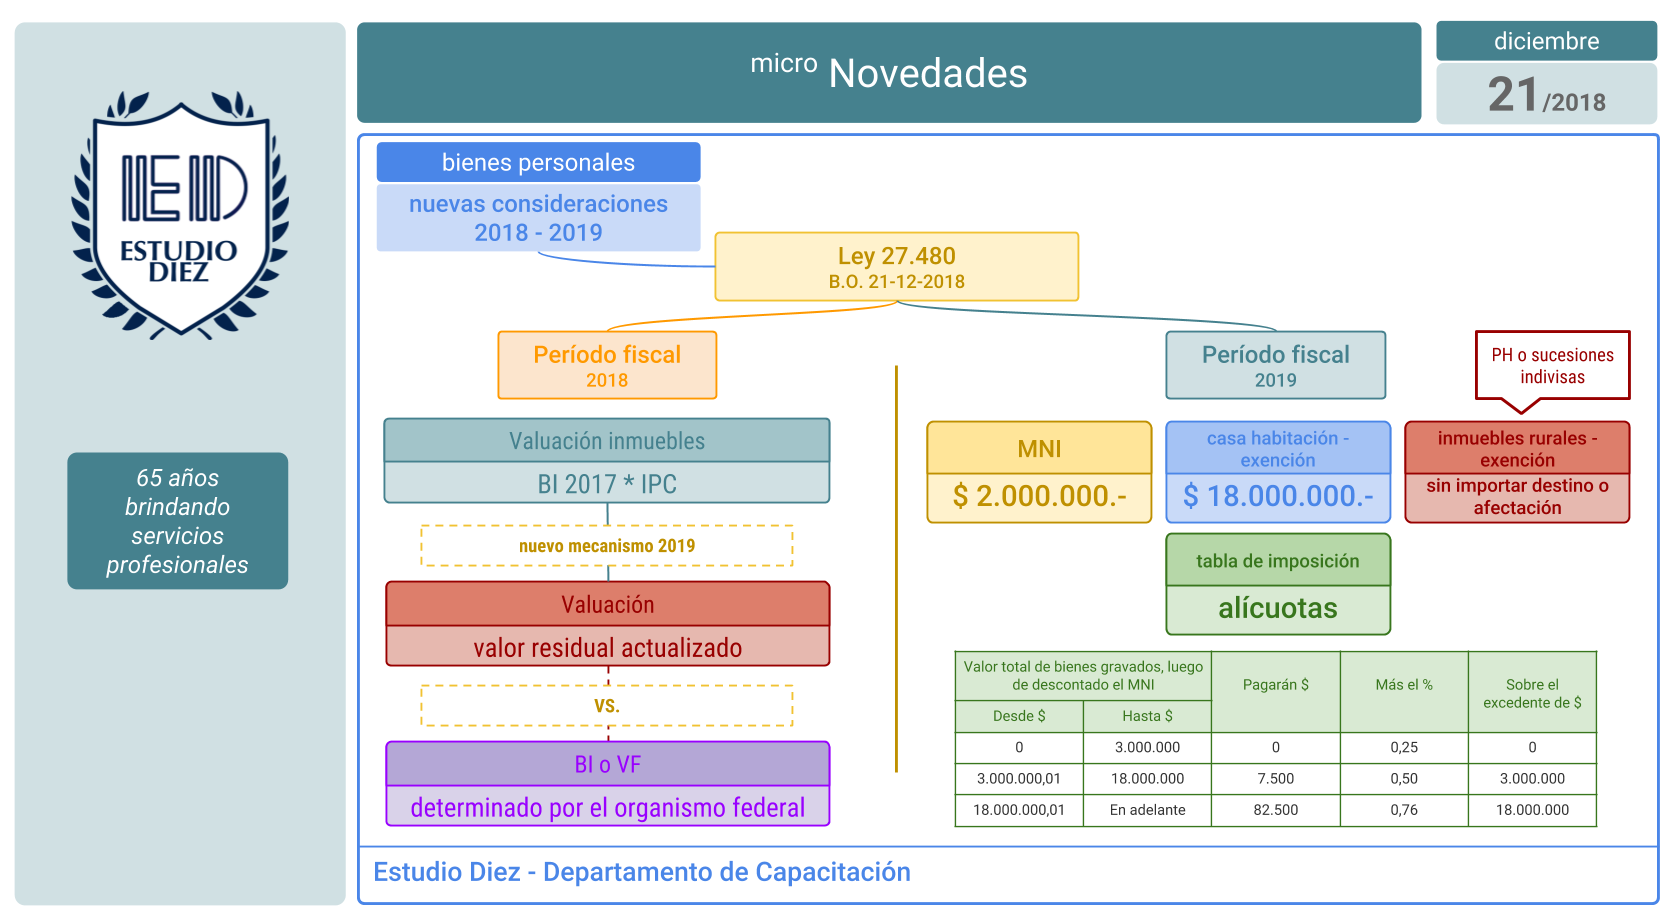 ED
ESTUDIO
DIEZ
65 años
brindando
servicios
profesionales
micro Novedades
diciembre
21/2018
bienes personales
nuevas consideraciones
2018 - 2019
Ley 27.480
B.O. 21-12-2018
Período fiscal
2018
Valuación inmuebles
BI 2017 * IPC
nuevo mecanismo 2019
Valuación
valor residual actualizado
VS.
BI o VF
determinado por el organismo federal
Período fiscal
2019
PH o sucesiones
indivisas
MNI
$ 2.000.000.-
casa habitación -
exención
$ 18.000.000.-
inmuebles rurales -
exención
sin importar destino o
afectación
tabla de imposición
alícuotas
Valor total de bienes gravados, luego
de descontado el MNI
Pagarán $
Más el %
Sobre el
excedente de $
Desde $ Hasta $
0 3.000.000 0 0,25 0
3.000.000,01 18.000.000 7.500 0,50 3.000.000
18.000.000,01 En adelante 82.500 0,76 18.000.000
Estudio Diez - Departamento de Capacitación